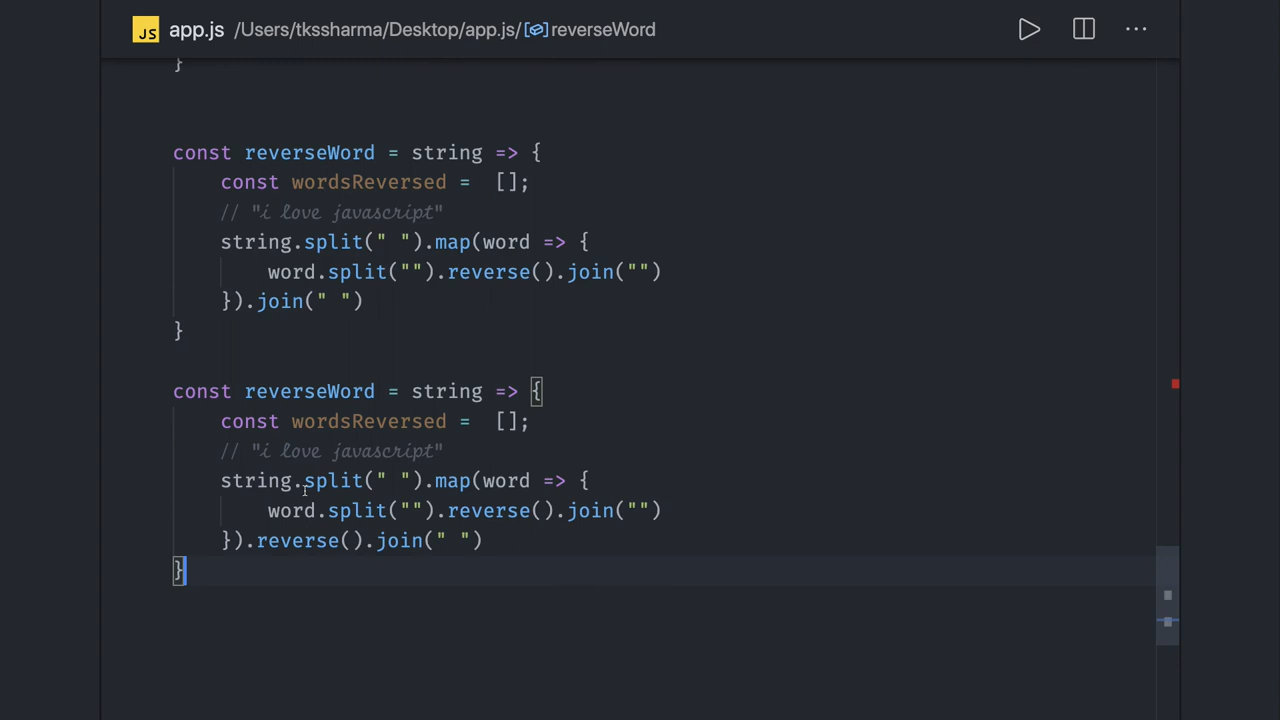 JS app.js /Users/tkssharma/Desktop/app.js/reverseWord
}
const reverseWord = string => {
const wordsReversed =  [];
// "i love javascript"
string.split(" ").map(word => {
word.split("").reverse().join("")
}).join(" ")
}
const reverseWord = string => {
const wordsReversed =  [];
// "i love javascript"
string.split(" ").map(word => {
word.split("").reverse().join("")
}).reverse().join(" ")
}